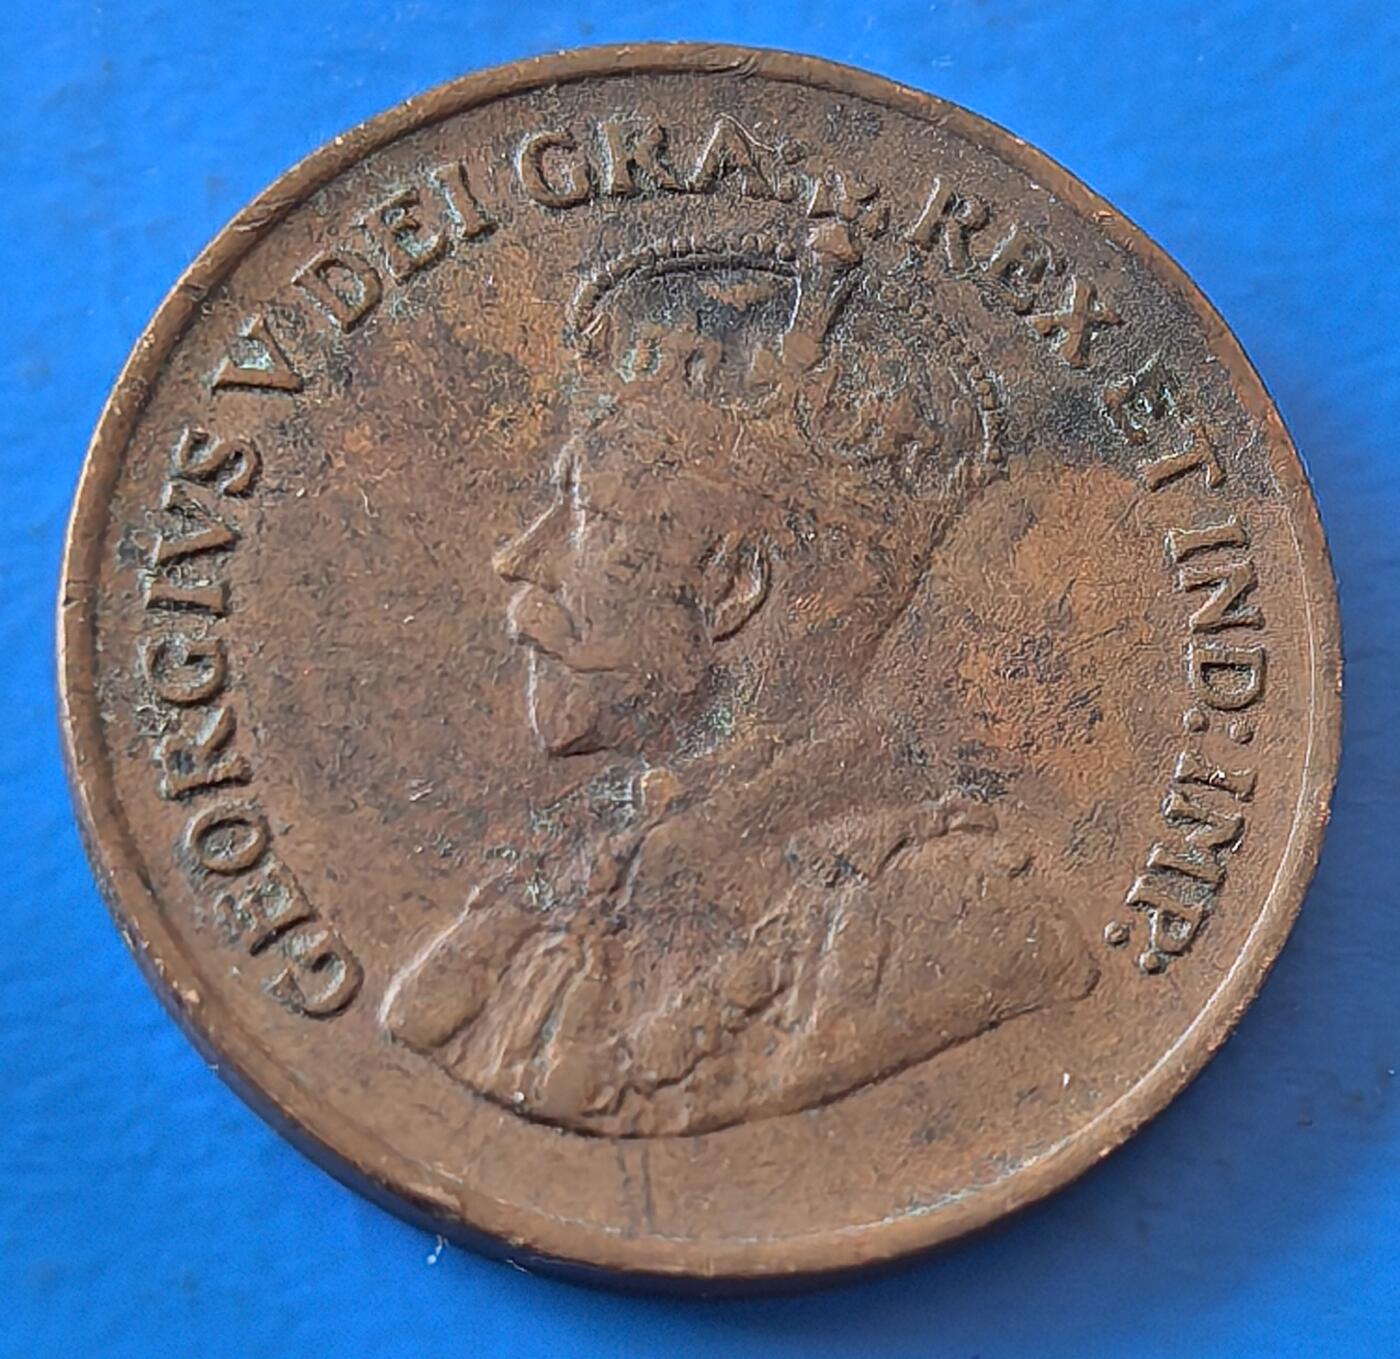 GEORGIVS V DEI GRA: REX ET IND: IMP: